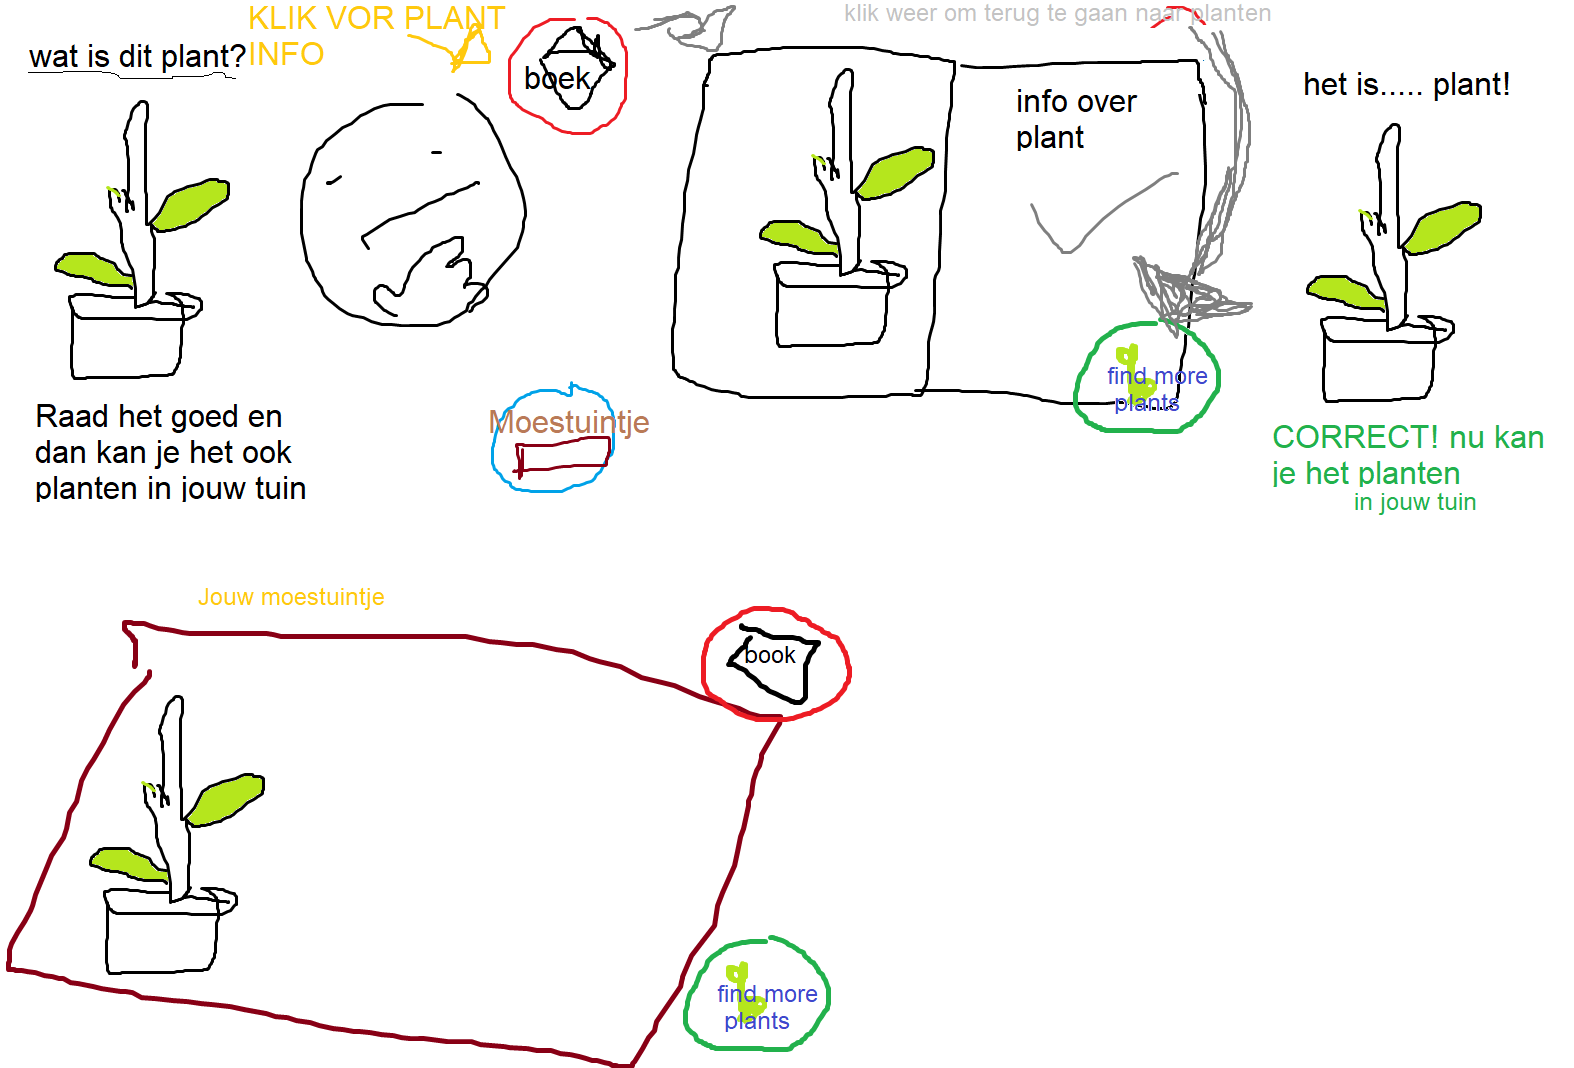 KLIK VOR PLANT
INFO
wat is dit plant?
boek
klik weer om terug te gaan naar planten
info over
plant
het is..... plant!
find more
plants
Raad het goed en
dan kan je het ook
planten in jouw tuin
Moestuintje
CORRECT! nu kan
je het planten
in jouw tuin
Jouw moestuintje
book
find more
plants